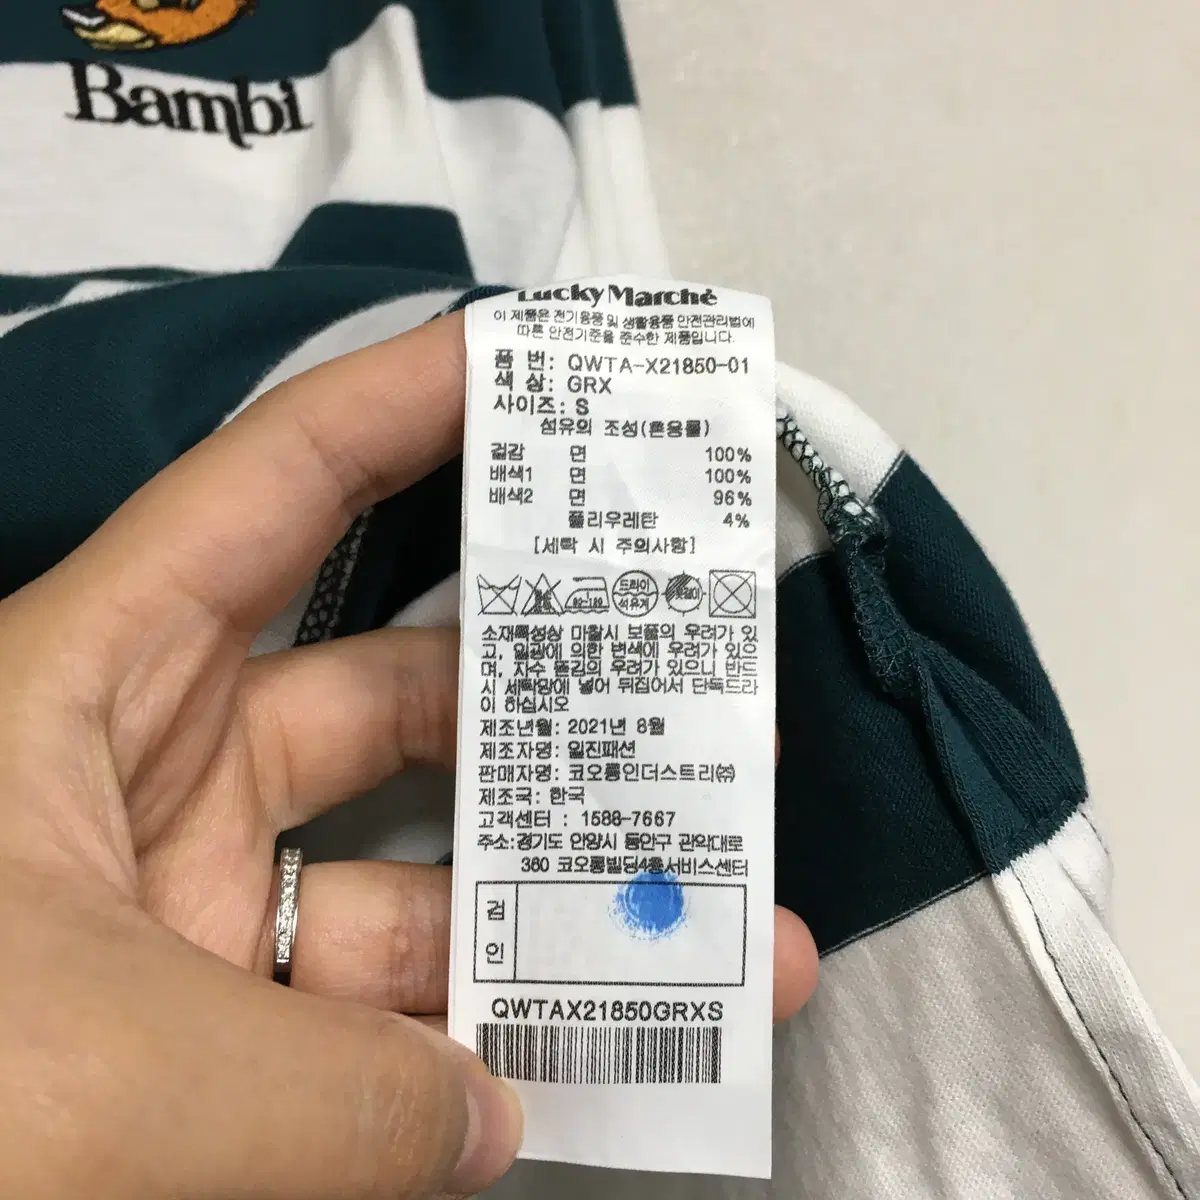 Bambi
Lucky Marché
이 제품은 전기용품 및 생활용품 안전관리법에
따른 안전기준을 준수한 제품입니다.
품 번: QWTA-X21850-01
색 상: GRX
사이즈: S
섬유의 조성(혼용률)
겉감 면 100%
배색1 면 100%
배색2 면 96%
폴리우레탄 4%
[세탁 시 주의사항]
80-120
드라이
석유계
소재특성상 마찰시 보풀의 우려가 있
고, 일광에 의한 변색에 우려가 있으
며, 자수 뜯김의 우려가 있으니 반드
시 세탁망에 넣어 뒤집어서 단독드라
이 하십시오
제조년월: 2021년 8월
제조자명: 일진패션
판매자명: 코오롱인더스트리㈜
제조국: 한국
고객센터 : 1588-7667
주소:경기도 안양시 동안구 관악대로
360 코오롱빌딩4층서비스센터
검
인
QWTAX21850GRXS